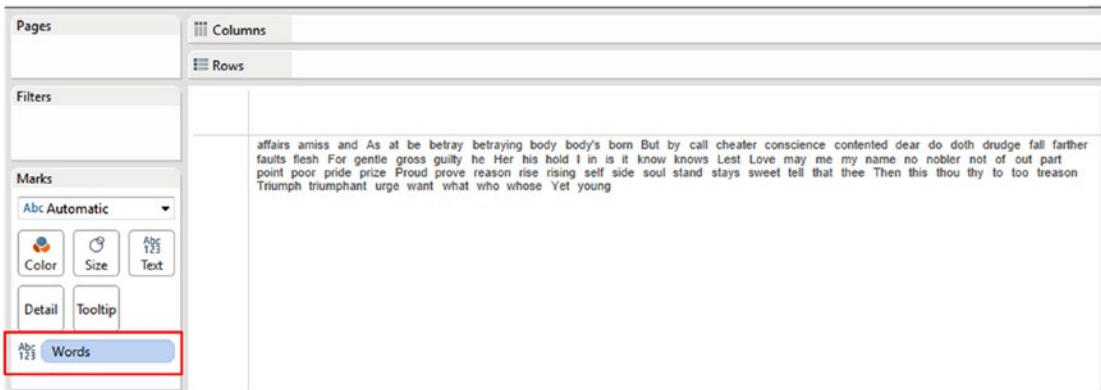 Pages
Columns
Rows
Filters
affairs amiss and As at be betray betraying body body's born But by call cheater conscience contented dear do doth drudge fall farther
faults flesh For gentle gross guilty he Her his hold I in is it know knows Lest Love may me my name no nobler not of out part
point poor pride prize Proud prove reason rise rising self side soul stand stays sweet tell that thee Then this thou thy to too treason
Triumph triumphant urge want what who whose Yet young
Marks
Abc Automatic
Abc
123
Color Size Text
Detail Tooltip
Abc
123 Words